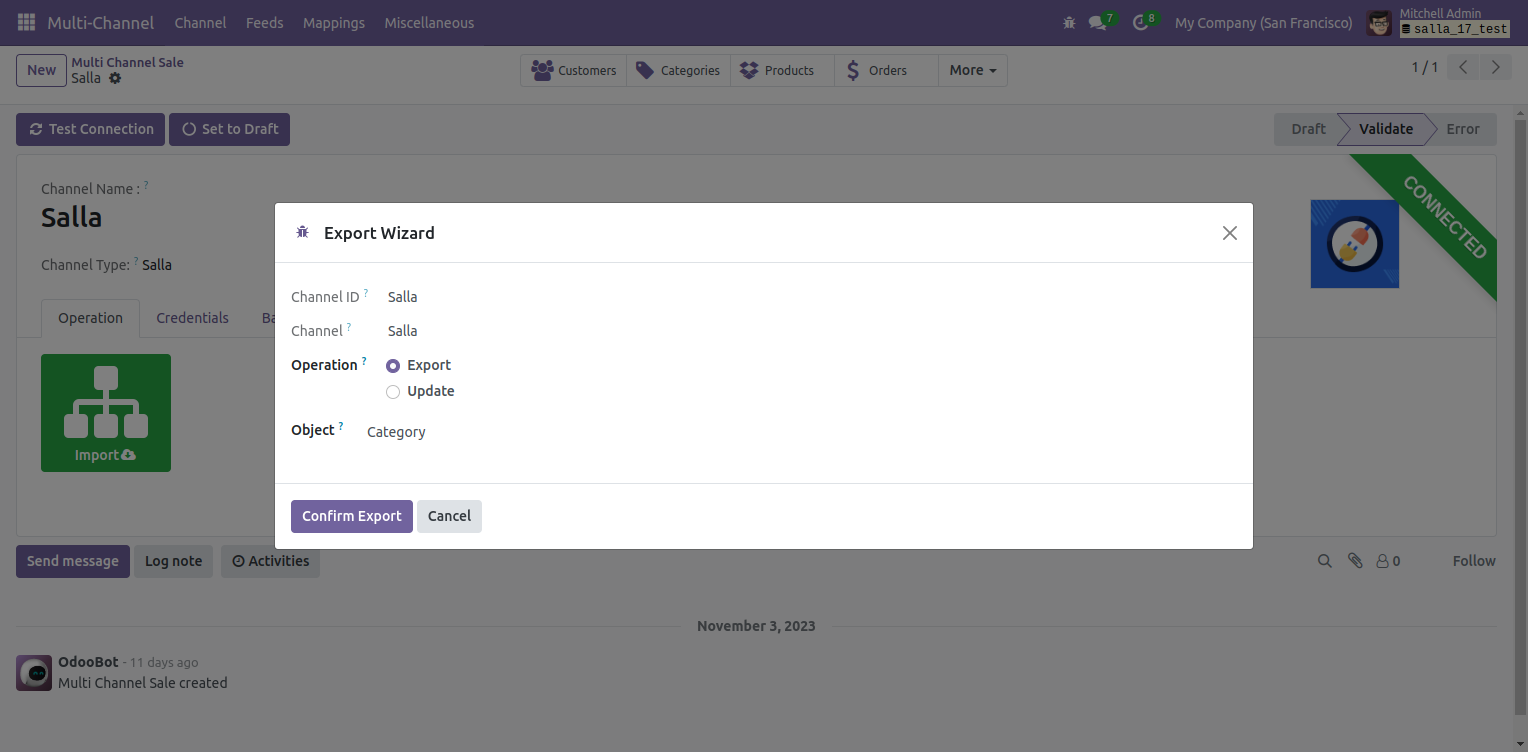 Multi-Channel Channel Feeds Mappings Miscellaneous 7 8 My Company (San Francisco) Mitchell Admin
salla_17_test
New Multi Channel Sale
Salla
Customers Categories Products Orders More 1 / 1
Test Connection Set to Draft Draft Validate Error
Channel Name : ?
Salla
CONNECTED
Channel Type: ? Salla
Operation Credentials Ba
Import
Export Wizard
Channel ID ? Salla
Channel ? Salla
Operation ? Export
Update
Object ? Category
Confirm Export Cancel
Send message Log note Activities 0 Follow
November 3, 2023
OdooBot - 11 days ago
Multi Channel Sale created